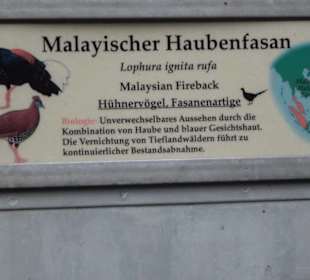 Malayischer Haubenfasan
Lophura ignita rufa
Malaysian Fireback
Hühnervögel, Fasanenartige
Biologie: Unverwechselbares Aussehen durch die
Kombination von Haube und blauer Gesichtshaut.
Die Vernichtung von Tieflandwäldern führt zu
kontinuierlicher Bestandsabnahme.